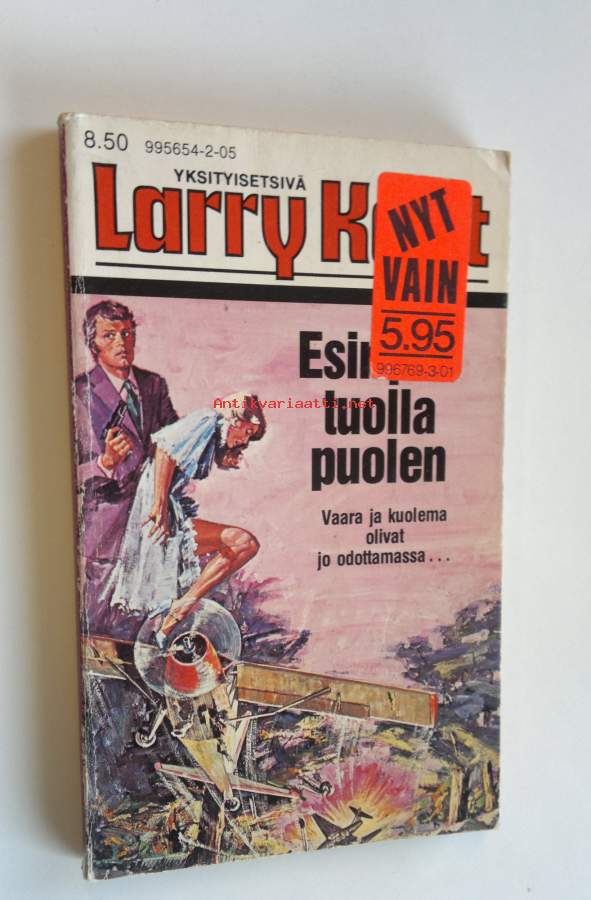 8.50 995654-2-05
YKSITYISETSIVÄ
Larry
NYT
VAIN
5.95
996769-3-01
tuolla
puolen
Vaara ja kuolema
olivat
jo odottamassa...
Antikvariaatti.net